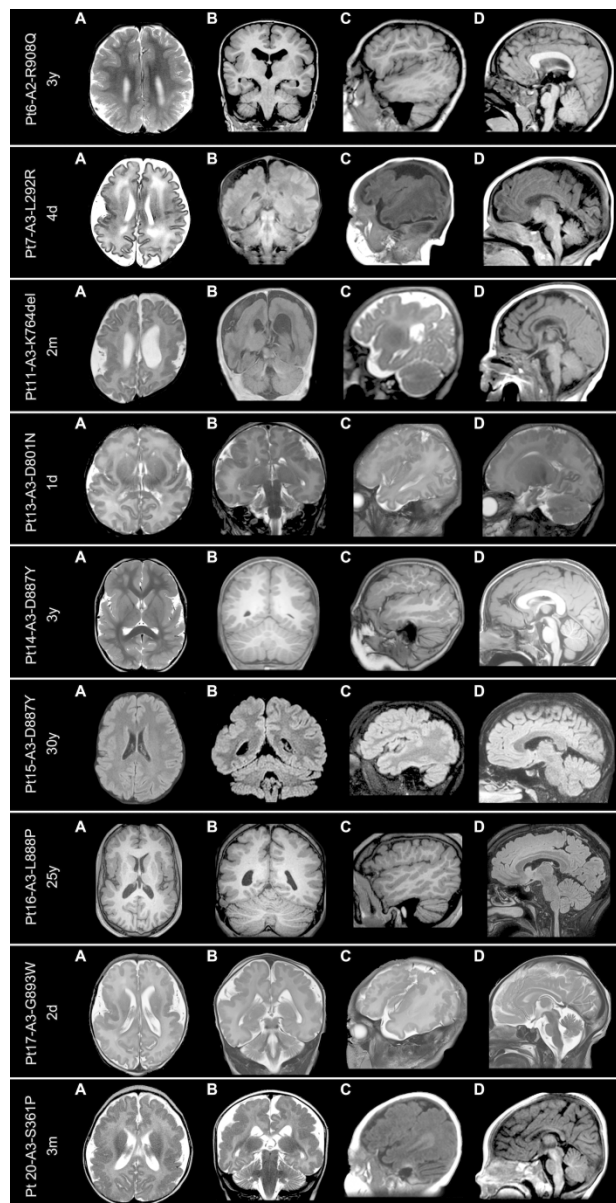 A B C D
Pt6-A2-R908Q
3y
A B C D
Pt7-A3-L292R
4d
A B C D
Pt11-A3-K764del
2m
A B C D
Pt13-A3-D801N
1d
A B C D
Pt14-A3-D887Y
3y
A B C D
Pt15-A3-D887Y
30y
A B C D
Pt16-A3-L888P
25y
A B C D
Pt17-A3-G893W
2d
A B C D
Pt.20-A3-S361P
3m